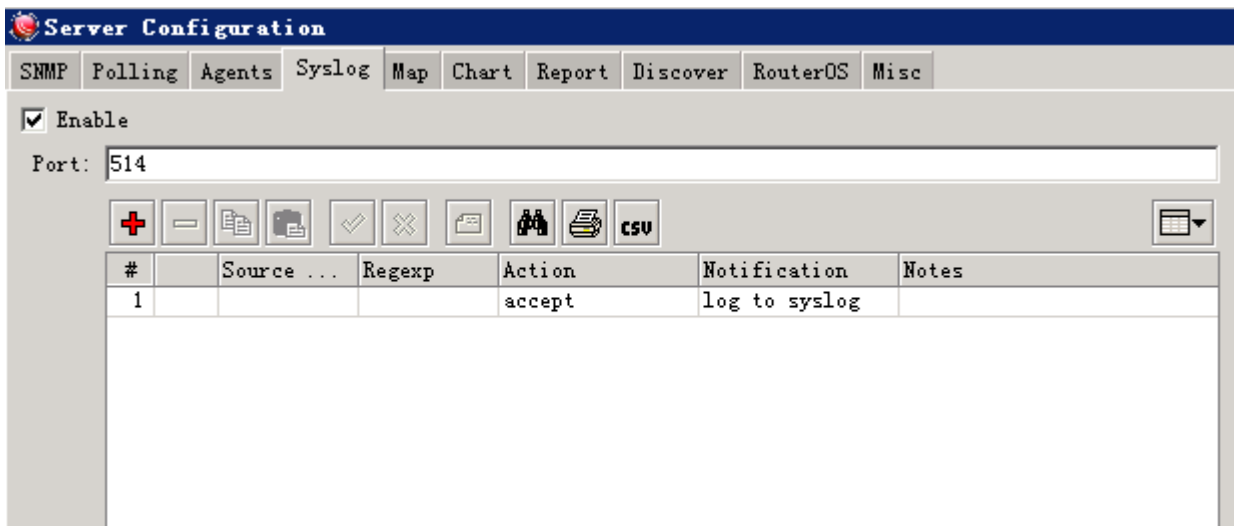 Server Configuration
SNMP Polling Agents Syslog Map Chart Report Discover RouterOS Misc
Enable
Port: 514
csv
# Source ... Regexp Action Notification Notes
1 accept log to syslog